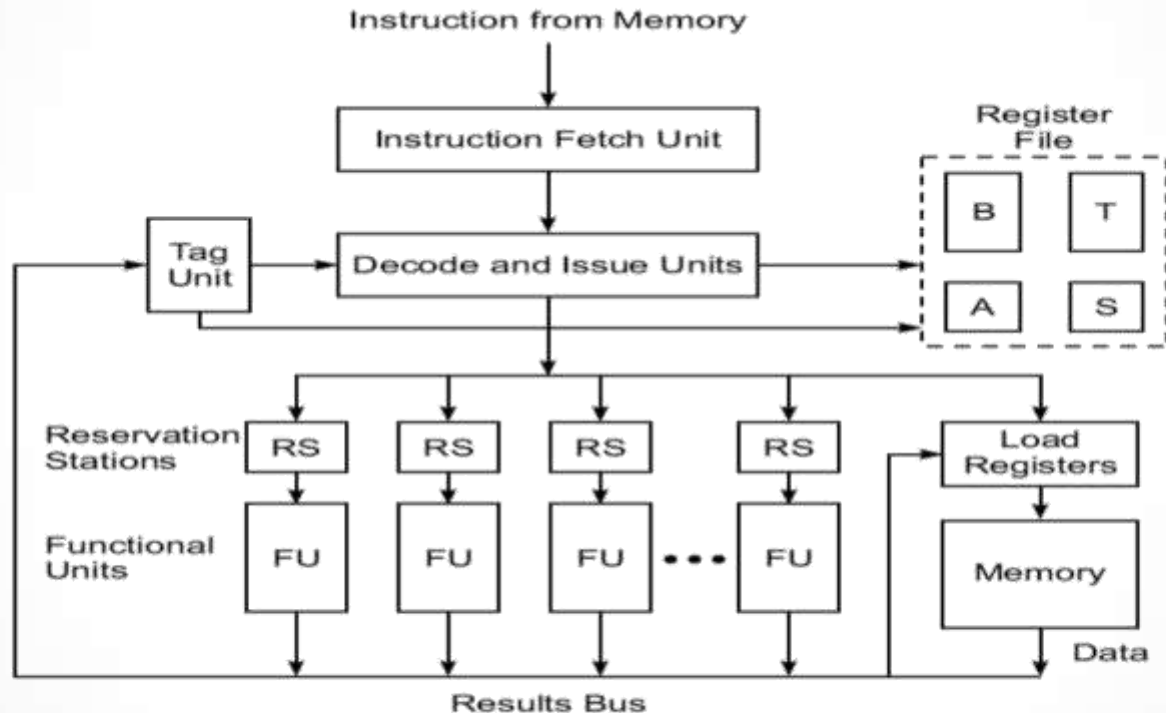 Instruction from Memory
Instruction Fetch Unit
Register
File
B
T
Tag
Unit
Decode and Issue Units
A
S
Reservation
Stations
RS
RS
RS
RS
Load
Registers
Functional
Units
FU
FU
FU
FU
Memory
Data
Results Bus